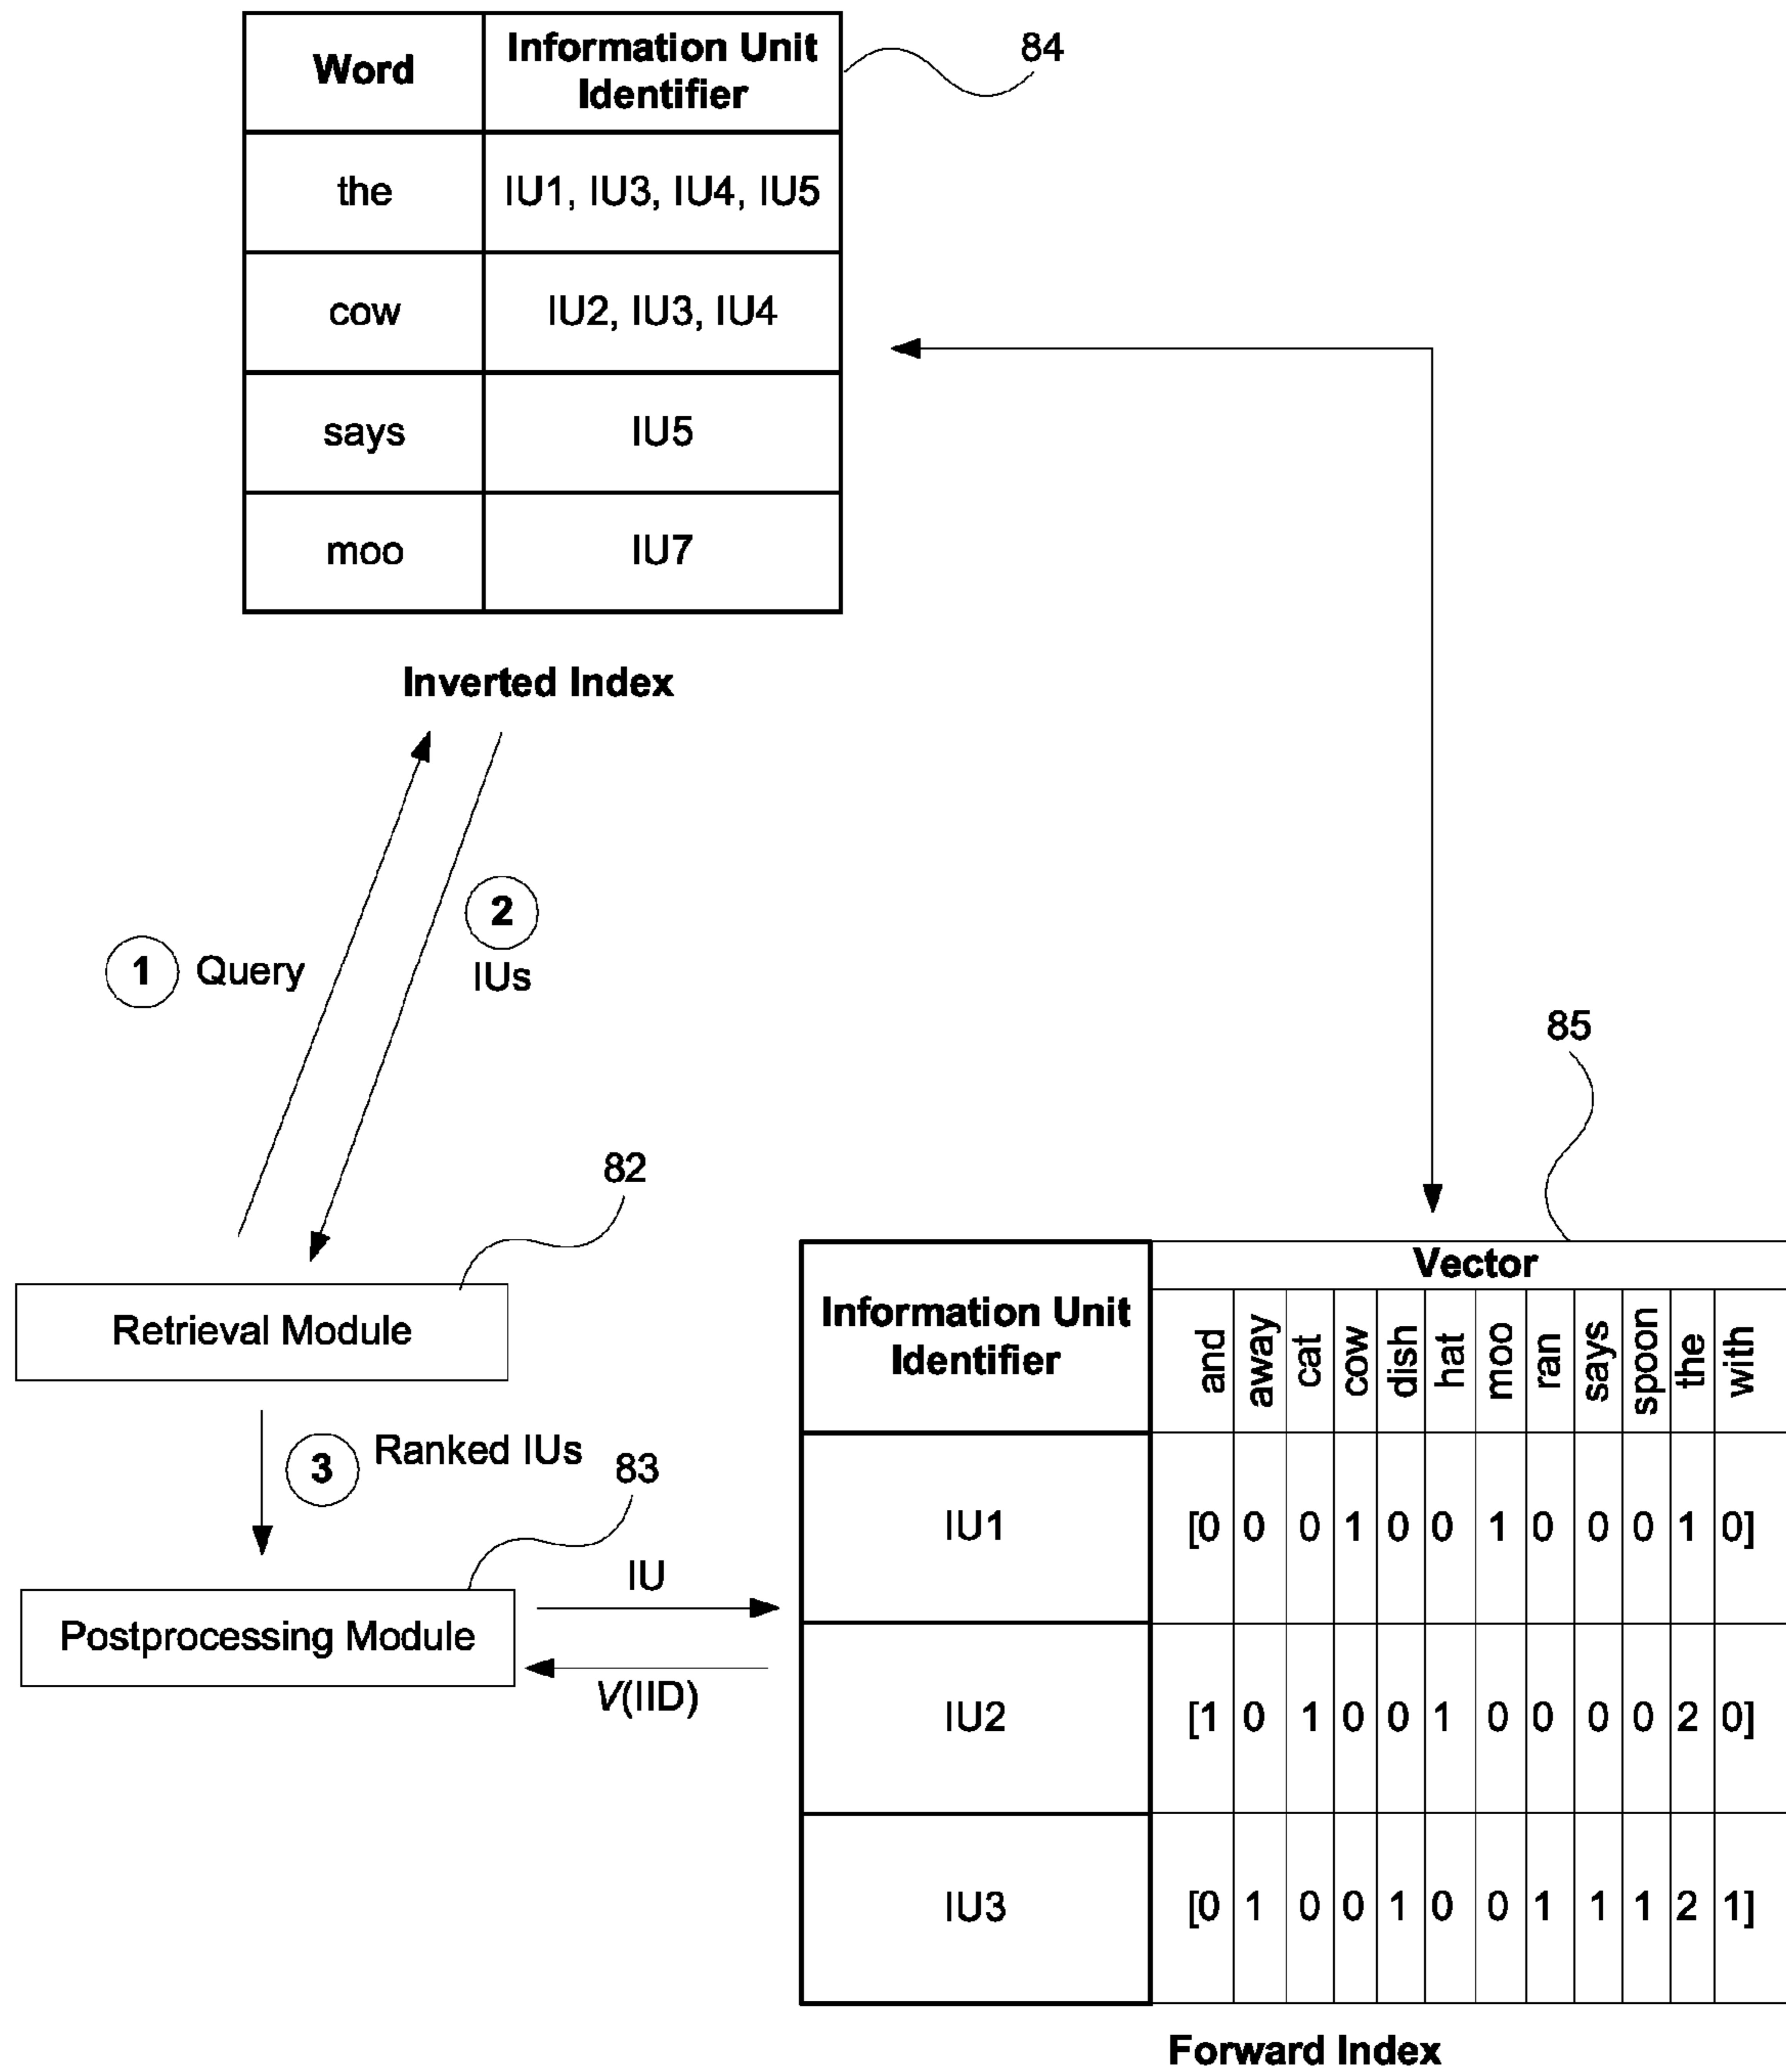 84
Word
Information Unit
Identifier
the
IU1, IU3, IU4, IU5
cow
IU2, IU3, IU4
says
IU5
moo
IU7
Inverted Index
1 Query
2
IUs
85
82
Retrieval Module
3 Ranked IUs
83
Postprocessing Module
IU
V(IID)
Information Unit
Identifier
Vector
and away cat cow dish hat moo ran says spoon the with
IU1 [0 0 0 1 0 0 1 0 0 0 1 0]
IU2 [1 0 1 0 0 1 0 0 0 0 2 0]
IU3 [0 1 0 0 1 0 0 1 1 1 2 1]
Forward Index